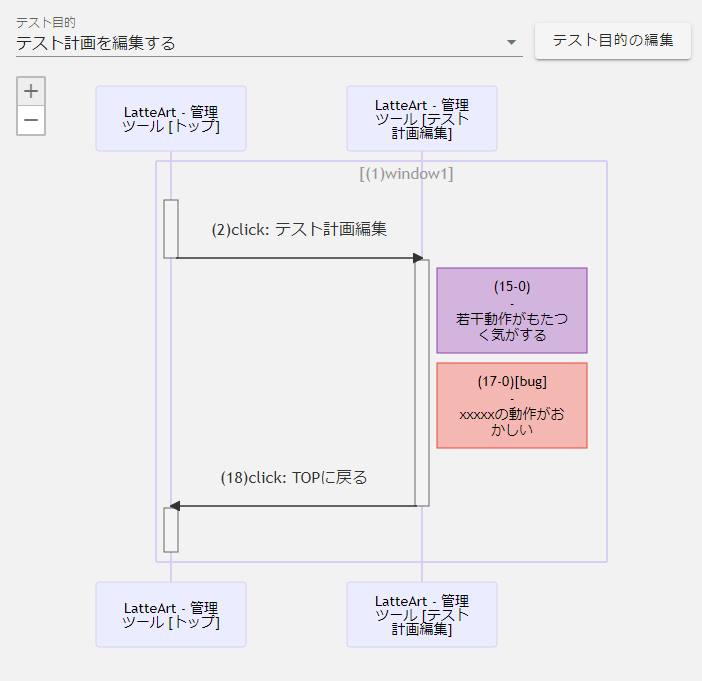 テスト目的
テスト計画を編集する
テスト目的の編集
+
−
LatteArt - 管理
ツール [トップ]
LatteArt - 管理
ツール [テスト
計画編集]
[(1)window1]
(2)click: テスト計画編集
(15-0)
-
若干動作がもたつ
く気がする
(17-0)[bug]
-
xxxxxの動作がお
かしい
(18)click: TOPに戻る
LatteArt - 管理
ツール [トップ]
LatteArt - 管理
ツール [テスト
計画編集]